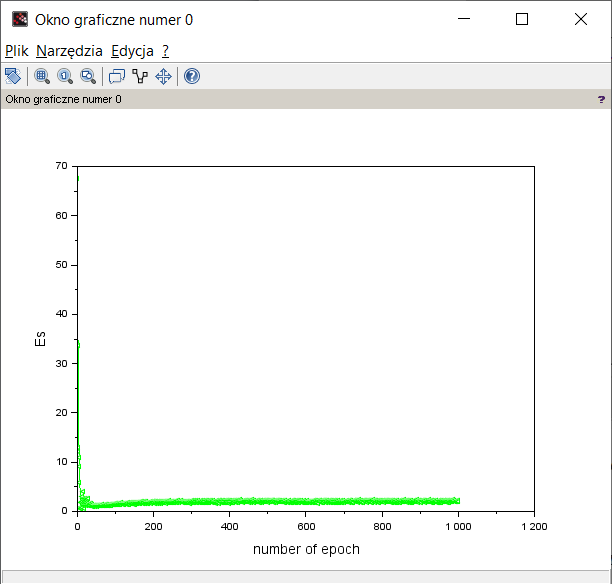 Okno graficzne numer 0
Plik Narzędzia Edycja ?
Okno graficzne numer 0 ?
70
60
50
40
30
20
10
0
Es
0 200 400 600 800 1 000 1 200
number of epoch